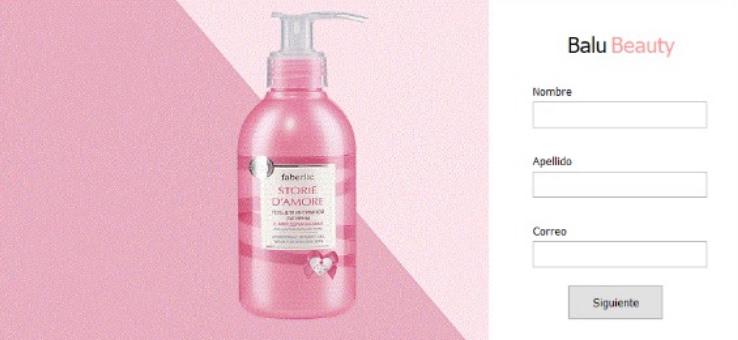 faberlic
STORIE
D'AMORE
Balu Beauty
Nombre
Apellido
Correo
Siguiente